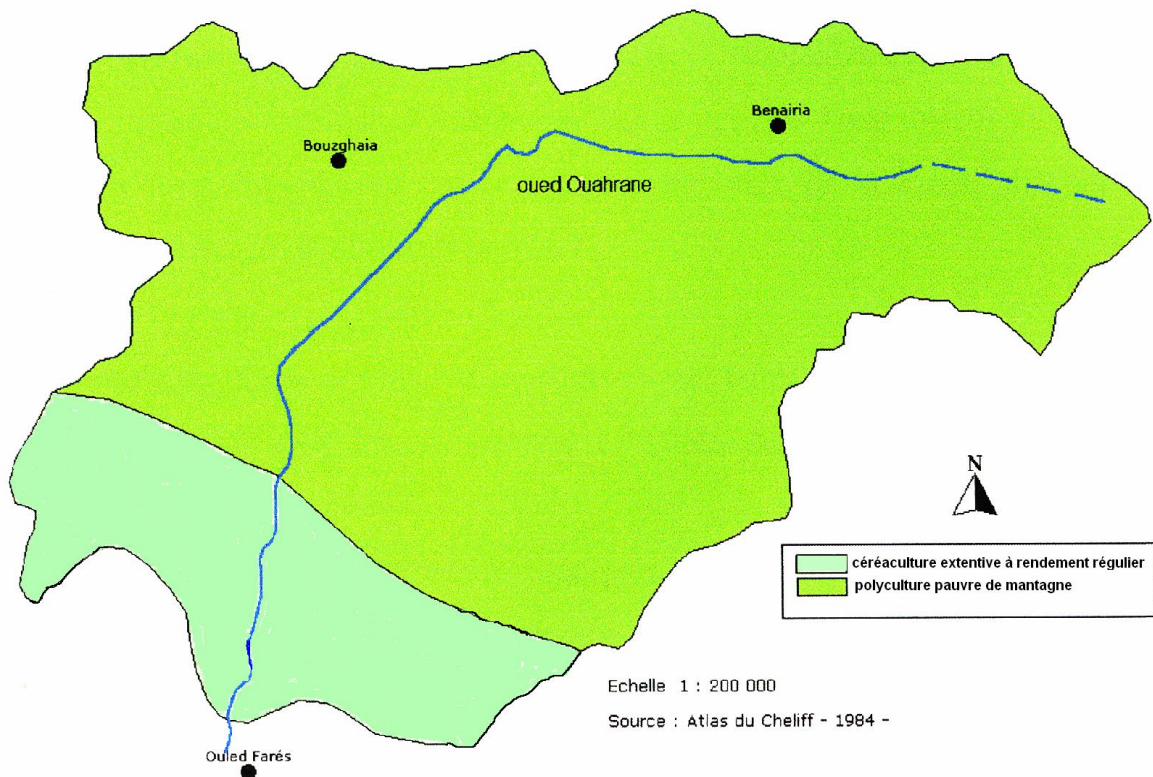 Benairia
Bouzghaia
oued Ouahrane
N
céréaculture extentive à rendement régulier
polyculture pauvre de mantagne
Echelle 1 : 200 000
Source : Atlas du Cheliff - 1984 -
Ouled Farés